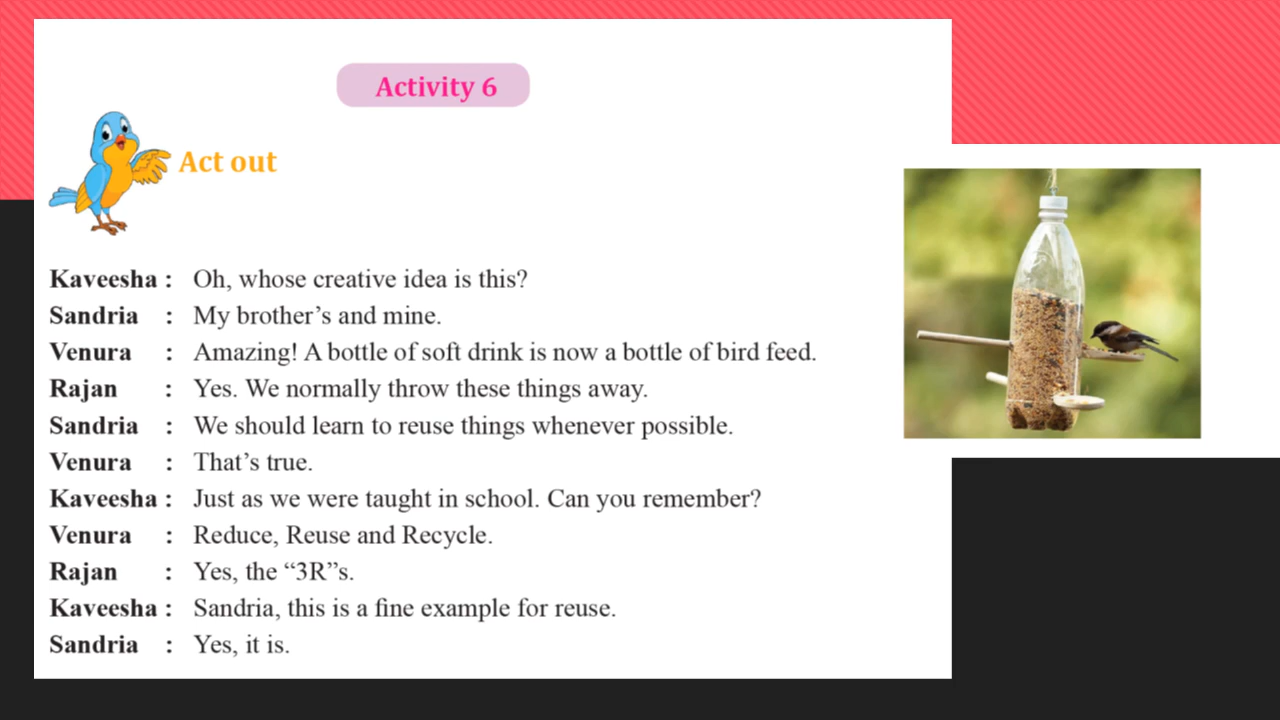 Activity 6
Act out
Kaveesha : Oh, whose creative idea is this?
Sandria : My brother’s and mine.
Venura : Amazing! A bottle of soft drink is now a bottle of bird feed.
Rajan : Yes. We normally throw these things away.
Sandria : We should learn to reuse things whenever possible.
Venura : That’s true.
Kaveesha : Just as we were taught in school. Can you remember?
Venura : Reduce, Reuse and Recycle.
Rajan : Yes, the “3R”s.
Kaveesha : Sandria, this is a fine example for reuse.
Sandria : Yes, it is.